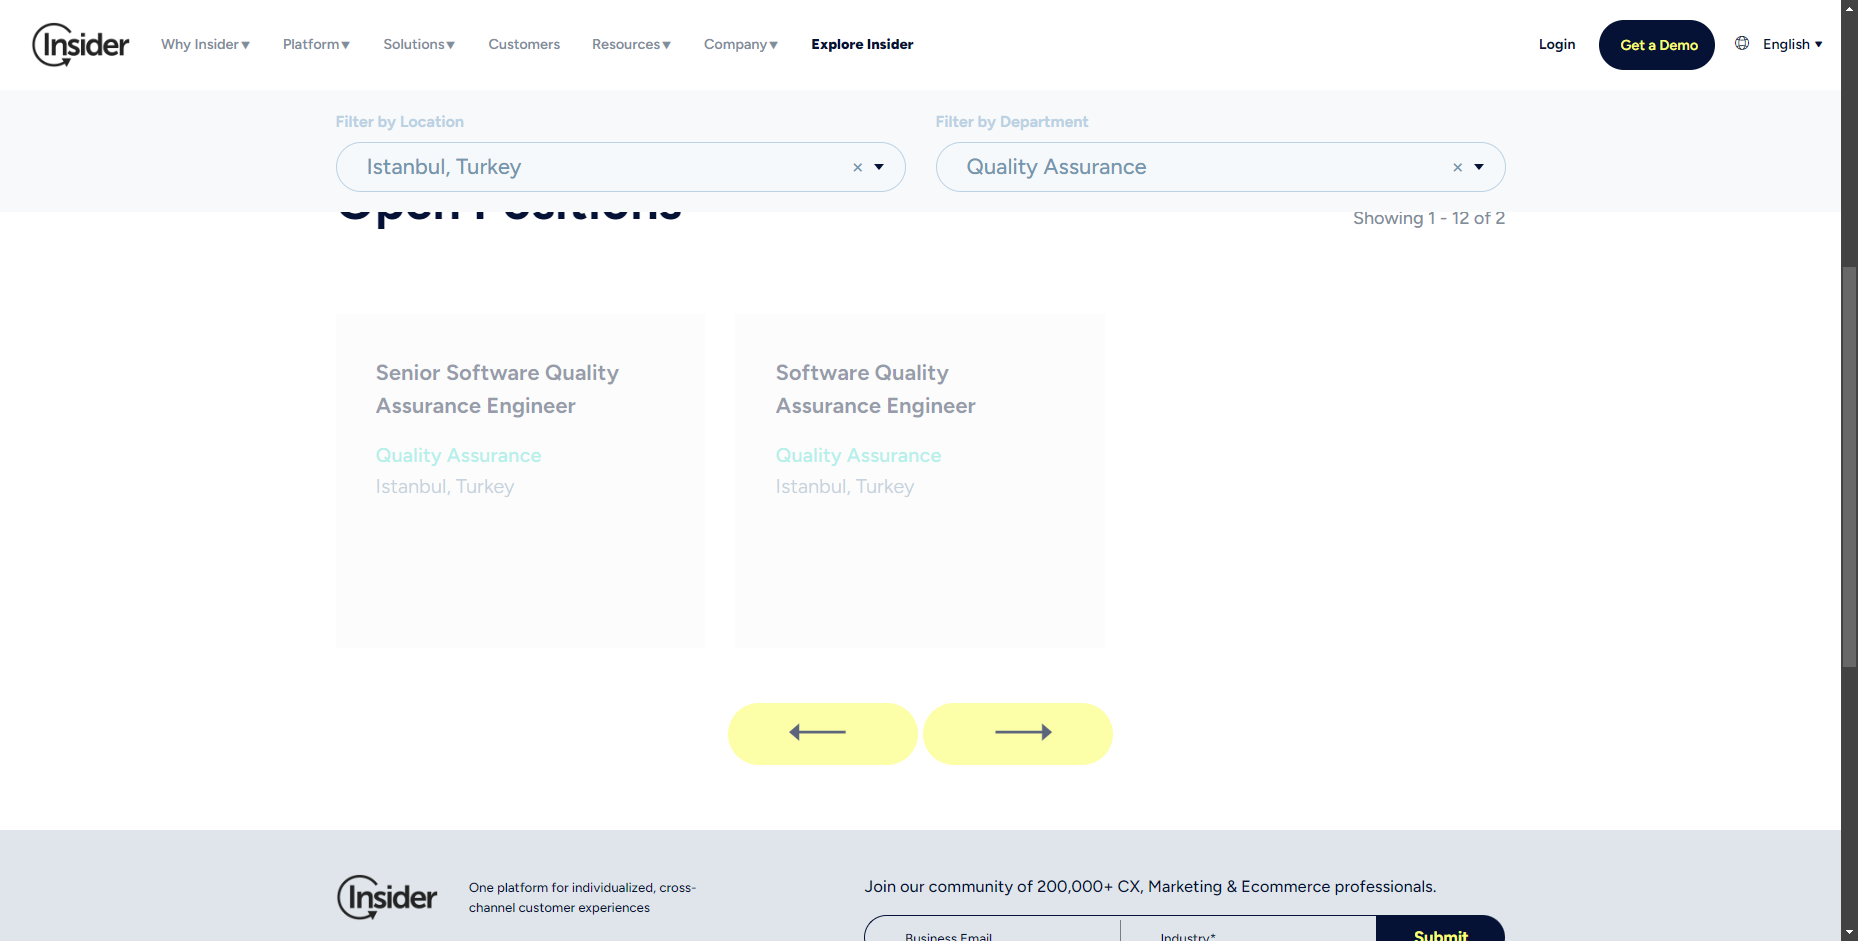 Insider
Why Insider▼ Platform▼ Solutions▼ Customers Resources▼ Company▼ Explore Insider Login Get a Demo English ▾
Filter by Location Filter by Department
× Istanbul, Turkey × Quality Assurance
Open Positions
Showing 1 - 12 of 2
Senior Software Quality
Assurance Engineer
Quality Assurance
Istanbul, Turkey
Software Quality
Assurance Engineer
Quality Assurance
Istanbul, Turkey
Insider
One platform for individualized, cross-
channel customer experiences
Join our community of 200,000+ CX, Marketing & Ecommerce professionals.
Business Email Industry* Submit